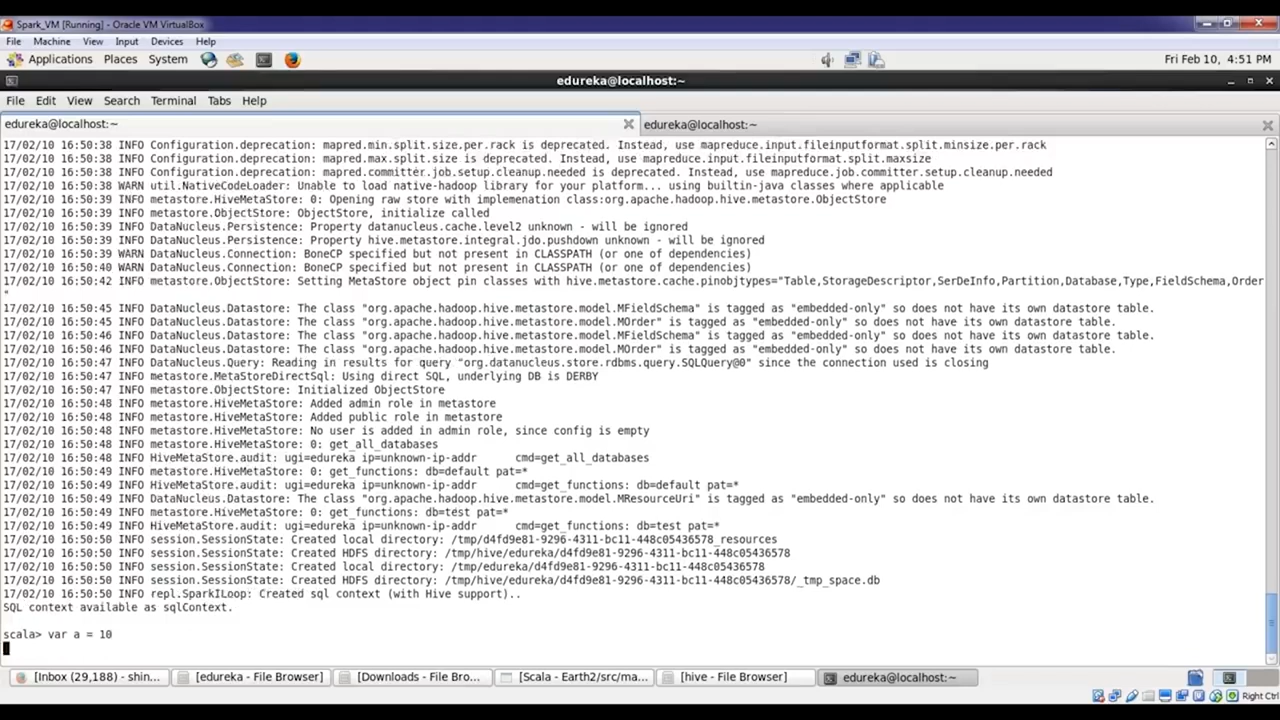 Spark_VM [Running] - Oracle VM VirtualBox
File Machine View Input Devices Help
Applications Places System Fri Feb 10, 4:51 PM
edureka@localhost:~
File Edit View Search Terminal Tabs Help
edureka@localhost:~ edureka@localhost:~
17/02/10 16:50:38 INFO Configuration.deprecation: mapred.min.split.size.per.rack is deprecated. Instead, use mapreduce.input.fileinputformat.split.minsize.per.rack
17/02/10 16:50:38 INFO Configuration.deprecation: mapred.max.split.size is deprecated. Instead, use mapreduce.input.fileinputformat.split.maxsize
17/02/10 16:50:38 INFO Configuration.deprecation: mapred.committer.job.setup.cleanup.needed is deprecated. Instead, use mapreduce.job.committer.setup.cleanup.needed
17/02/10 16:50:38 WARN util.NativeCodeLoader: Unable to load native-hadoop library for your platform... using builtin-java classes where applicable
17/02/10 16:50:39 INFO metastore.HiveMetaStore: 0: Opening raw store with implemenation class:org.apache.hadoop.hive.metastore.ObjectStore
17/02/10 16:50:39 INFO metastore.ObjectStore: ObjectStore, initialize called
17/02/10 16:50:39 INFO DataNucleus.Persistence: Property datanucleus.cache.level2 unknown - will be ignored
17/02/10 16:50:39 INFO DataNucleus.Persistence: Property hive.metastore.integral.jdo.pushdown unknown - will be ignored
17/02/10 16:50:39 WARN DataNucleus.Connection: BoneCP specified but not present in CLASSPATH (or one of dependencies)
17/02/10 16:50:40 WARN DataNucleus.Connection: BoneCP specified but not present in CLASSPATH (or one of dependencies)
17/02/10 16:50:42 INFO metastore.ObjectStore: Setting MetaStore object pin classes with hive.metastore.cache.pinobjtypes="Table,StorageDescriptor,SerDeInfo,Partition,Database,Type,FieldSchema,Order
"
17/02/10 16:50:45 INFO DataNucleus.Datastore: The class "org.apache.hadoop.hive.metastore.model.MFieldSchema" is tagged as "embedded-only" so does not have its own datastore table.
17/02/10 16:50:45 INFO DataNucleus.Datastore: The class "org.apache.hadoop.hive.metastore.model.MOrder" is tagged as "embedded-only" so does not have its own datastore table.
17/02/10 16:50:46 INFO DataNucleus.Datastore: The class "org.apache.hadoop.hive.metastore.model.MFieldSchema" is tagged as "embedded-only" so does not have its own datastore table.
17/02/10 16:50:46 INFO DataNucleus.Datastore: The class "org.apache.hadoop.hive.metastore.model.MOrder" is tagged as "embedded-only" so does not have its own datastore table.
17/02/10 16:50:47 INFO DataNucleus.Query: Reading in results for query "org.datanucleus.store.rdbms.query.SQLQuery@0" since the connection used is closing
17/02/10 16:50:47 INFO metastore.MetaStoreDirectSql: Using direct SQL, underlying DB is DERBY
17/02/10 16:50:47 INFO metastore.ObjectStore: Initialized ObjectStore
17/02/10 16:50:48 INFO metastore.HiveMetaStore: Added admin role in metastore
17/02/10 16:50:48 INFO metastore.HiveMetaStore: Added public role in metastore
17/02/10 16:50:48 INFO metastore.HiveMetaStore: No user is added in admin role, since config is empty
17/02/10 16:50:48 INFO metastore.HiveMetaStore: 0: get_all_databases
17/02/10 16:50:48 INFO HiveMetaStore.audit: ugi=edureka ip=unknown-ip-addr cmd=get_all_databases
17/02/10 16:50:49 INFO metastore.HiveMetaStore: 0: get_functions: db=default pat=*
17/02/10 16:50:49 INFO HiveMetaStore.audit: ugi=edureka ip=unknown-ip-addr cmd=get_functions: db=default pat=*
17/02/10 16:50:49 INFO DataNucleus.Datastore: The class "org.apache.hadoop.hive.metastore.model.MResourceUri" is tagged as "embedded-only" so does not have its own datastore table.
17/02/10 16:50:49 INFO metastore.HiveMetaStore: 0: get_functions: db=test pat=*
17/02/10 16:50:49 INFO HiveMetaStore.audit: ugi=edureka ip=unknown-ip-addr cmd=get_functions: db=test pat=*
17/02/10 16:50:50 INFO session.SessionState: Created local directory: /tmp/d4fd9e81-9296-4311-bc11-448c05436578_resources
17/02/10 16:50:50 INFO session.SessionState: Created HDFS directory: /tmp/hive/edureka/d4fd9e81-9296-4311-bc11-448c05436578
17/02/10 16:50:50 INFO session.SessionState: Created local directory: /tmp/edureka/d4fd9e81-9296-4311-bc11-448c05436578
17/02/10 16:50:50 INFO session.SessionState: Created HDFS directory: /tmp/hive/edureka/d4fd9e81-9296-4311-bc11-448c05436578/_tmp_space.db
17/02/10 16:50:50 INFO repl.SparkILoop: Created sql context (with Hive support)..
SQL context available as sqlContext.
scala> var a = 10
[Inbox (29,188) - shin... [edureka - File Browser] [Downloads - File Bro... [Scala - Earth2/src/ma... [hive - File Browser] edureka@localhost:~
Right Ctrl